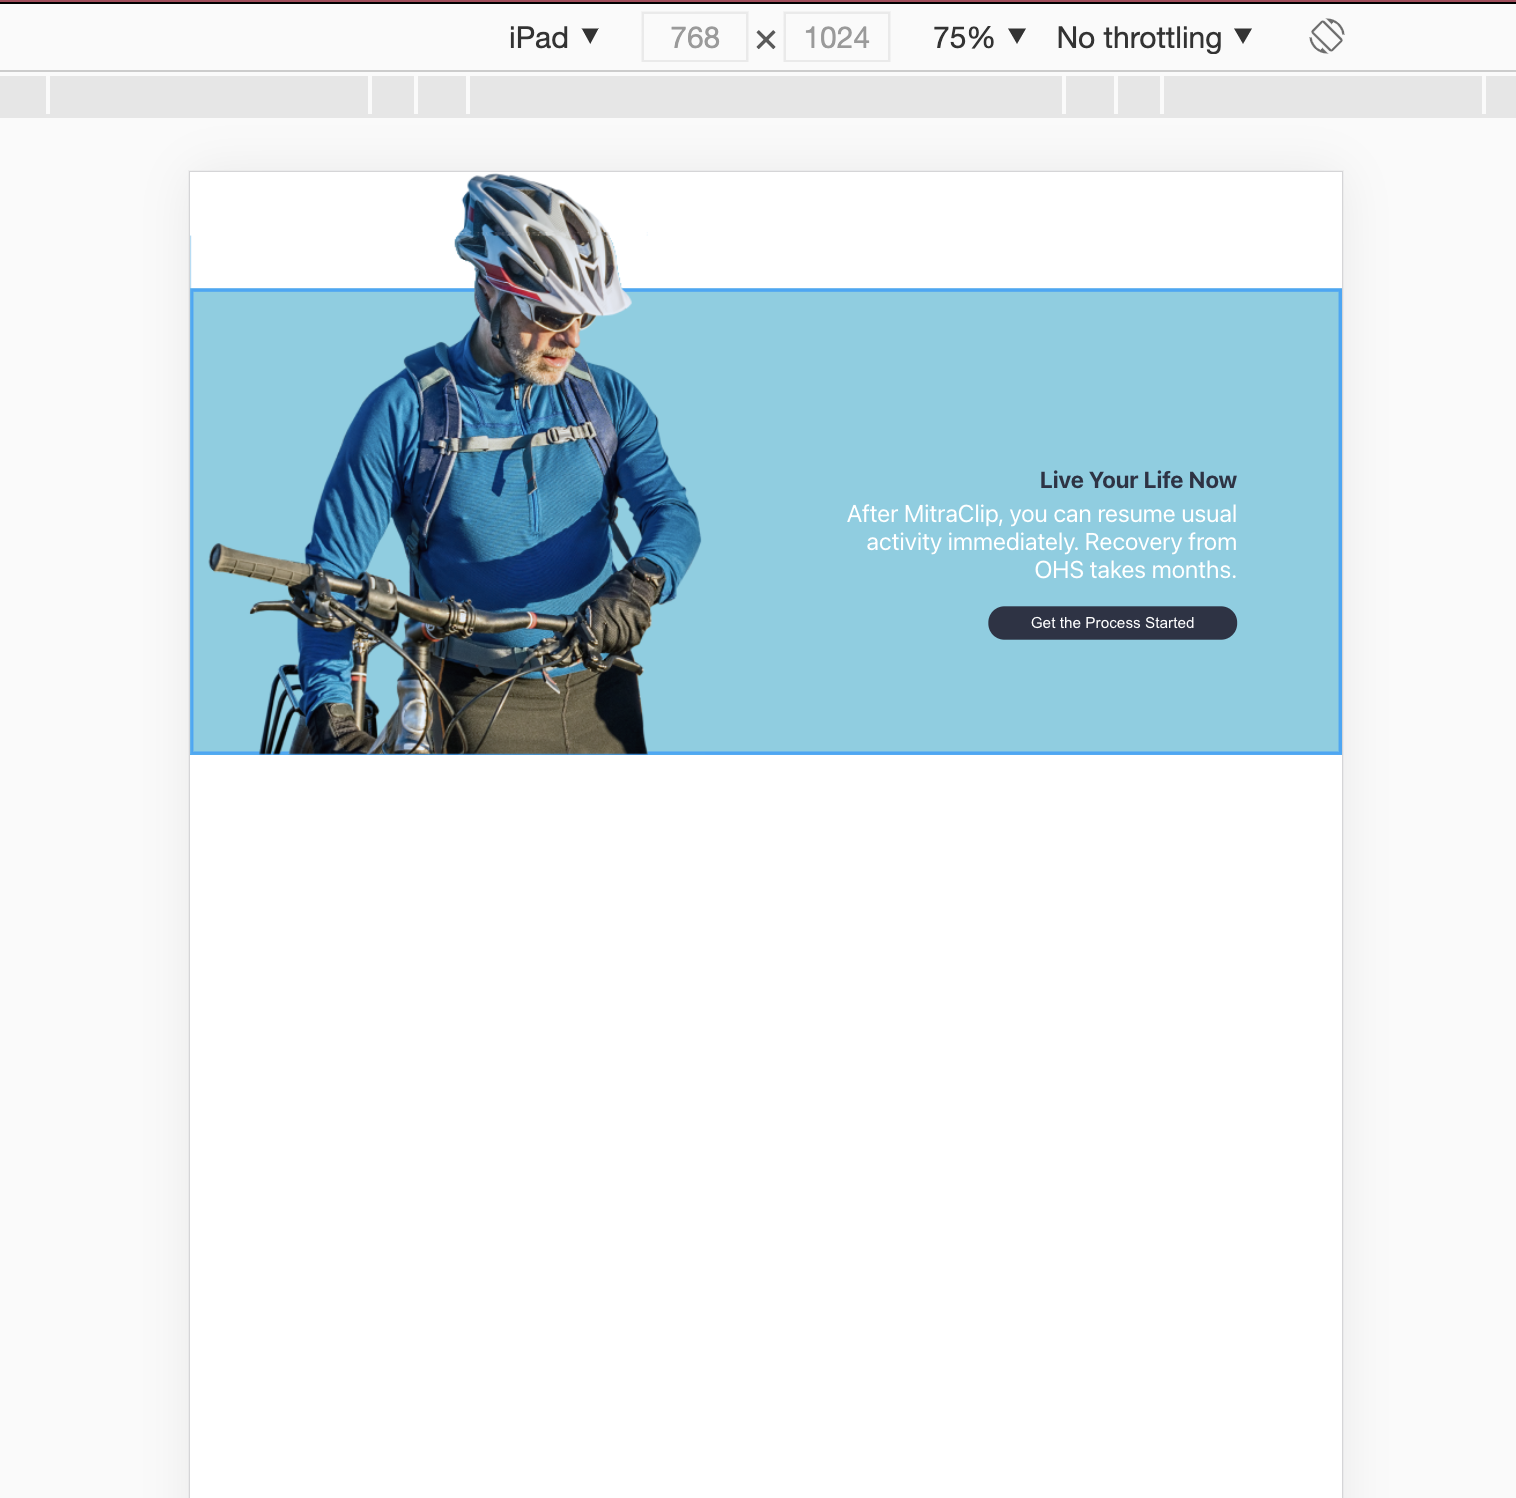 iPad ▼ 768 × 1024 75% ▼ No throttling ▼
Live Your Life Now
After MitraClip, you can resume usual
activity immediately. Recovery from
OHS takes months.
Get the Process Started